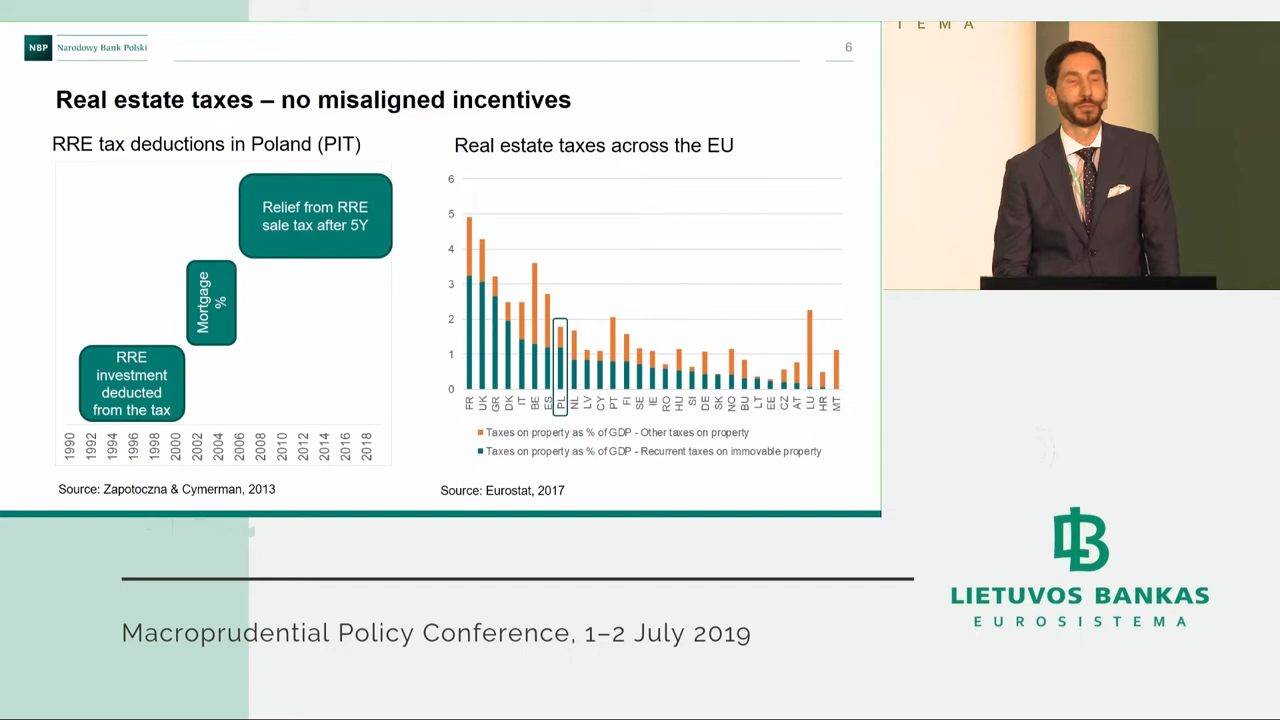 NBP Narodowy Bank Polski
6
Real estate taxes – no misaligned incentives
RRE tax deductions in Poland (PIT)
Relief from RRE
sale tax after 5Y
Mortgage
%
RRE
investment
deducted
from the tax
1990 1992 1994 1996 1998 2000 2002 2004 2006 2008 2010 2012 2014 2016 2018
Source: Zapotoczna & Cymerman, 2013
Real estate taxes across the EU
6
5
4
3
2
1
0
FR UK GR DK IT BE ES PL NL LV CY PT FI SE IE RO HU SI DE SK NO BU LT EE CZ AT LU HR MT
Taxes on property as % of GDP - Other taxes on property
Taxes on property as % of GDP - Recurrent taxes on immovable property
Source: Eurostat, 2017
T E M A
LIETUVOS BANKAS
EUROSISTEMA
Macroprudential Policy Conference, 1–2 July 2019